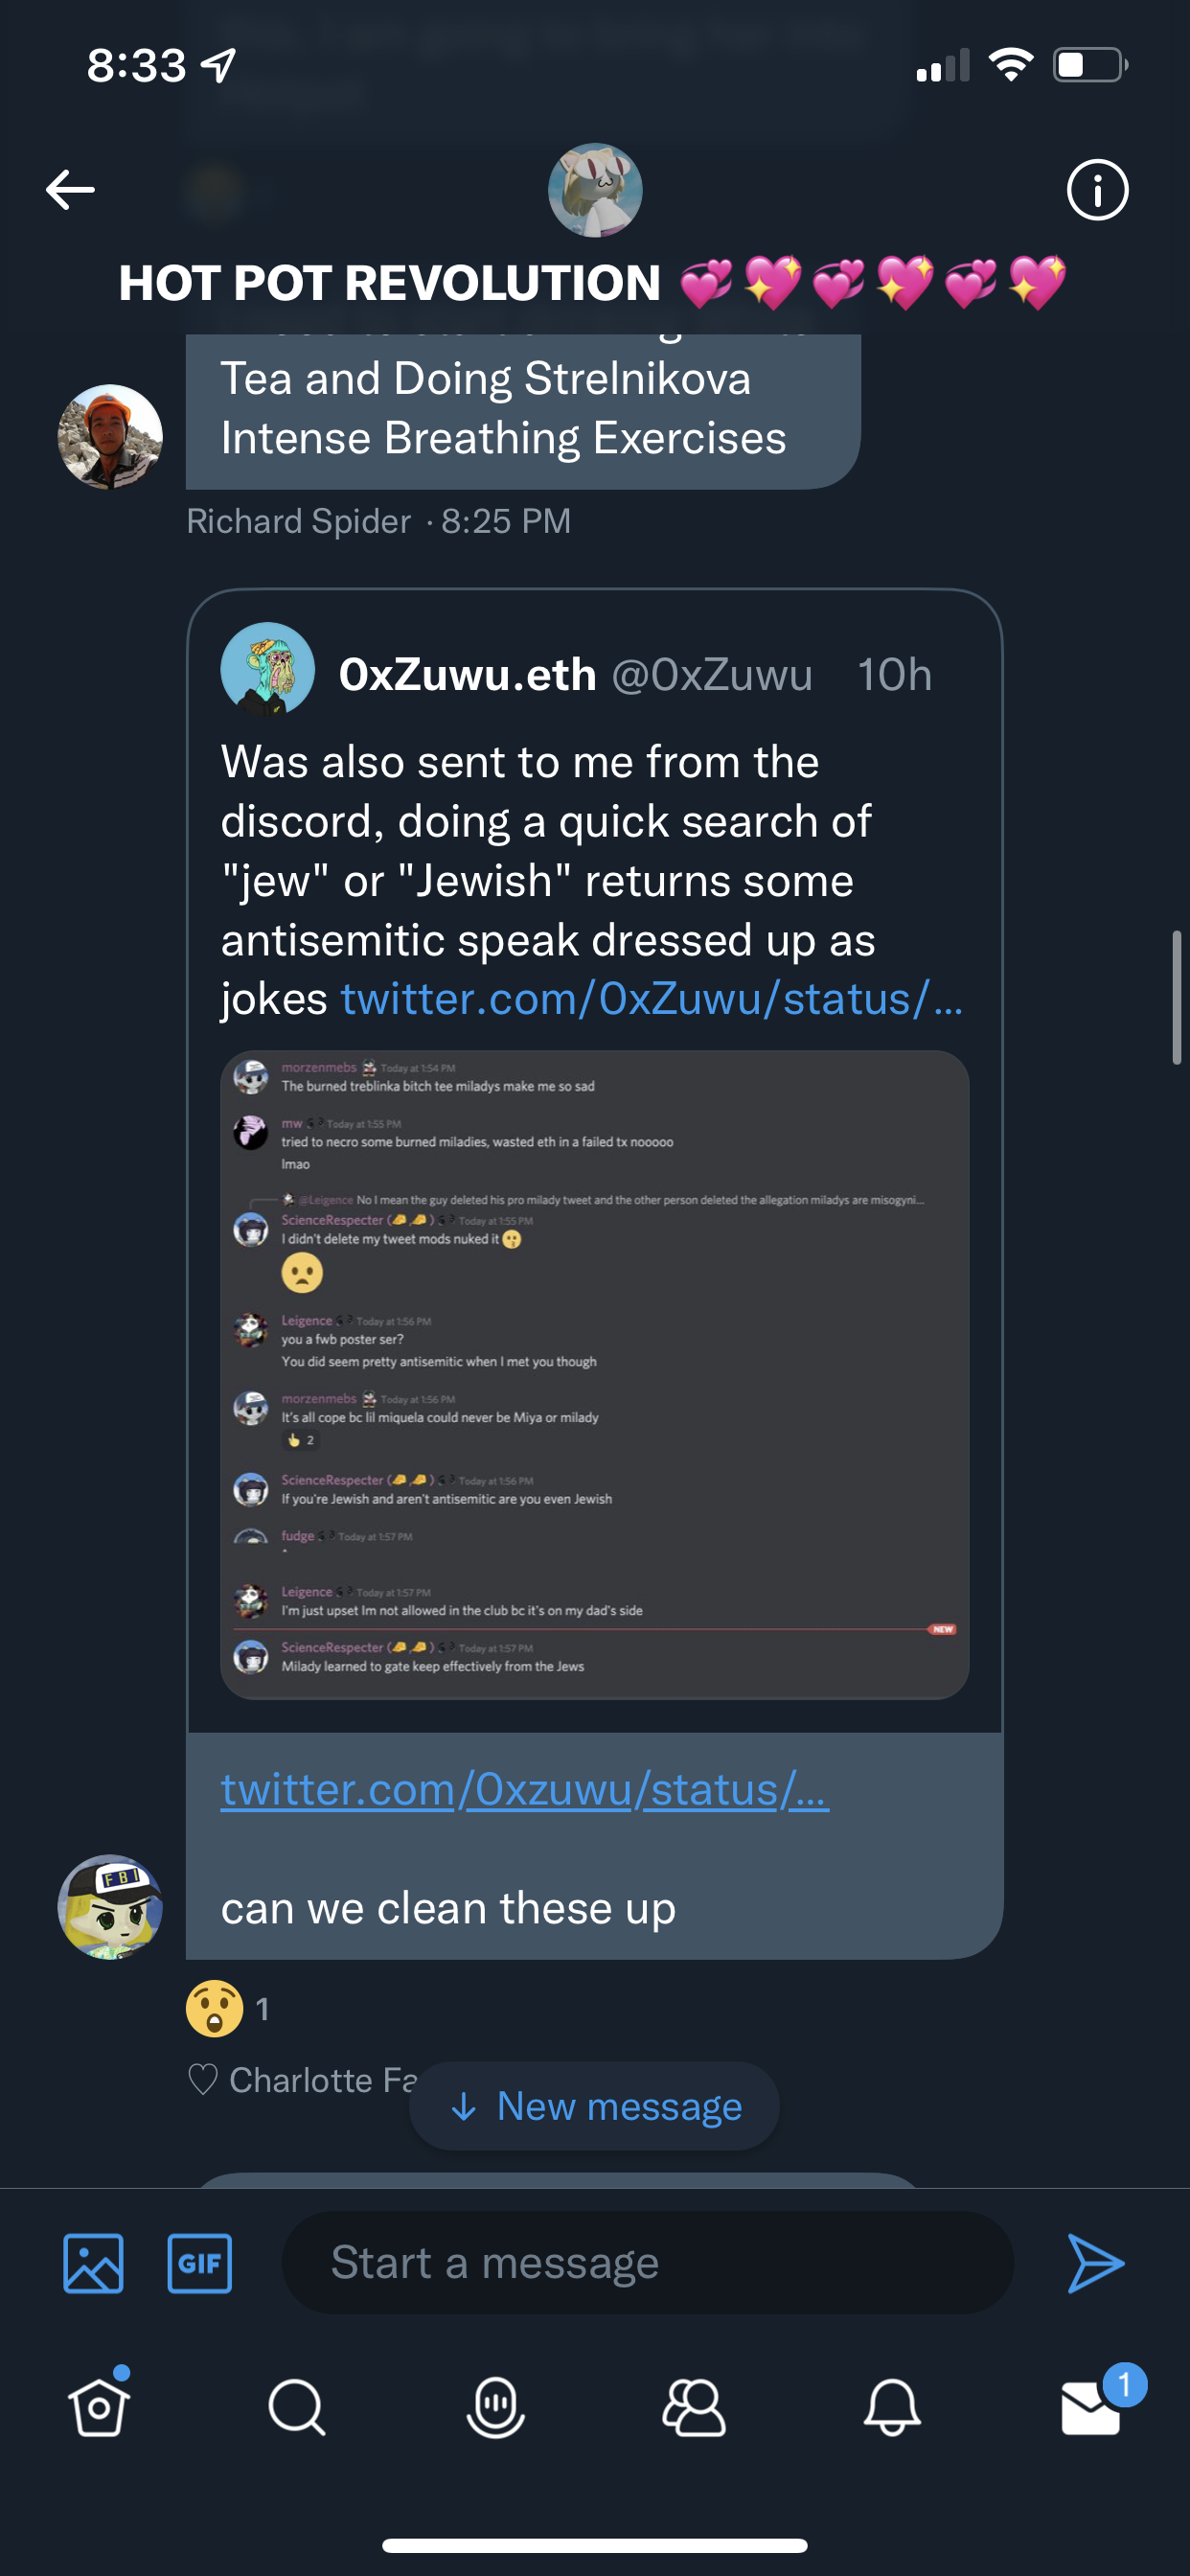 8:33
HOT POT REVOLUTION 💞💖💞💖💞💖
Tea and Doing Strelnikova
Intense Breathing Exercises
Richard Spider · 8:25 PM
0xZuwu.eth @0xZuwu 10h
Was also sent to me from the
discord, doing a quick search of
"jew" or "Jewish" returns some
antisemitic speak dressed up as
jokes twitter.com/0xZuwu/status/...
morzenmebs Today at 1:54 PM
The burned treblinka bitch tee miladys make me so sad
mw Today at 1:55 PM
tried to necro some burned miladies, wasted eth in a failed tx nooooo
lmao
@Leigence No I mean the guy deleted his pro milady tweet and the other person deleted the allegation miladys are misogyni...
ScienceRespecter ( , ) Today at 1:55 PM
I didn't delete my tweet mods nuked it
Leigence Today at 1:56 PM
you a fwb poster ser?
You did seem pretty antisemitic when I met you though
morzenmebs Today at 1:56 PM
It's all cope bc lil miquela could never be Miya or milady
👆 2
ScienceRespecter ( , ) Today at 1:56 PM
If you're Jewish and aren't antisemitic are you even Jewish
fudge Today at 1:57 PM
Leigence Today at 1:57 PM
I'm just upset Im not allowed in the club bc it's on my dad's side
NEW
ScienceRespecter ( , ) Today at 1:57 PM
Milady learned to gate keep effectively from the Jews
twitter.com/0xzuwu/status/...
FBI
can we clean these up
😲 1
♡ Charlotte Fa
↓ New message
GIF
Start a message
1